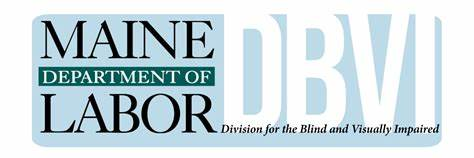 MAINE
DEPARTMENT OF
LABOR
DBVI
Division for the Blind and Visually Impaired